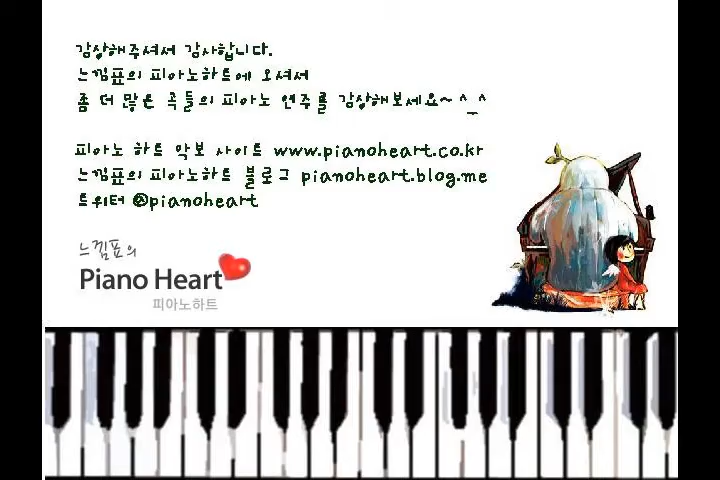 감상해주셔서 감사합니다.
느낌표의 피아노하트에 오셔서
좀 더 많은 곡들의 피아노 연주를 감상해보세요~ ^_^
피아노 하트 악보 사이트 www.pianoheart.co.kr
느낌표의 피아노하트 블로그 pianoheart.blog.me
트위터 @pianoheart
느낌표의
Piano Heart
피아노하트